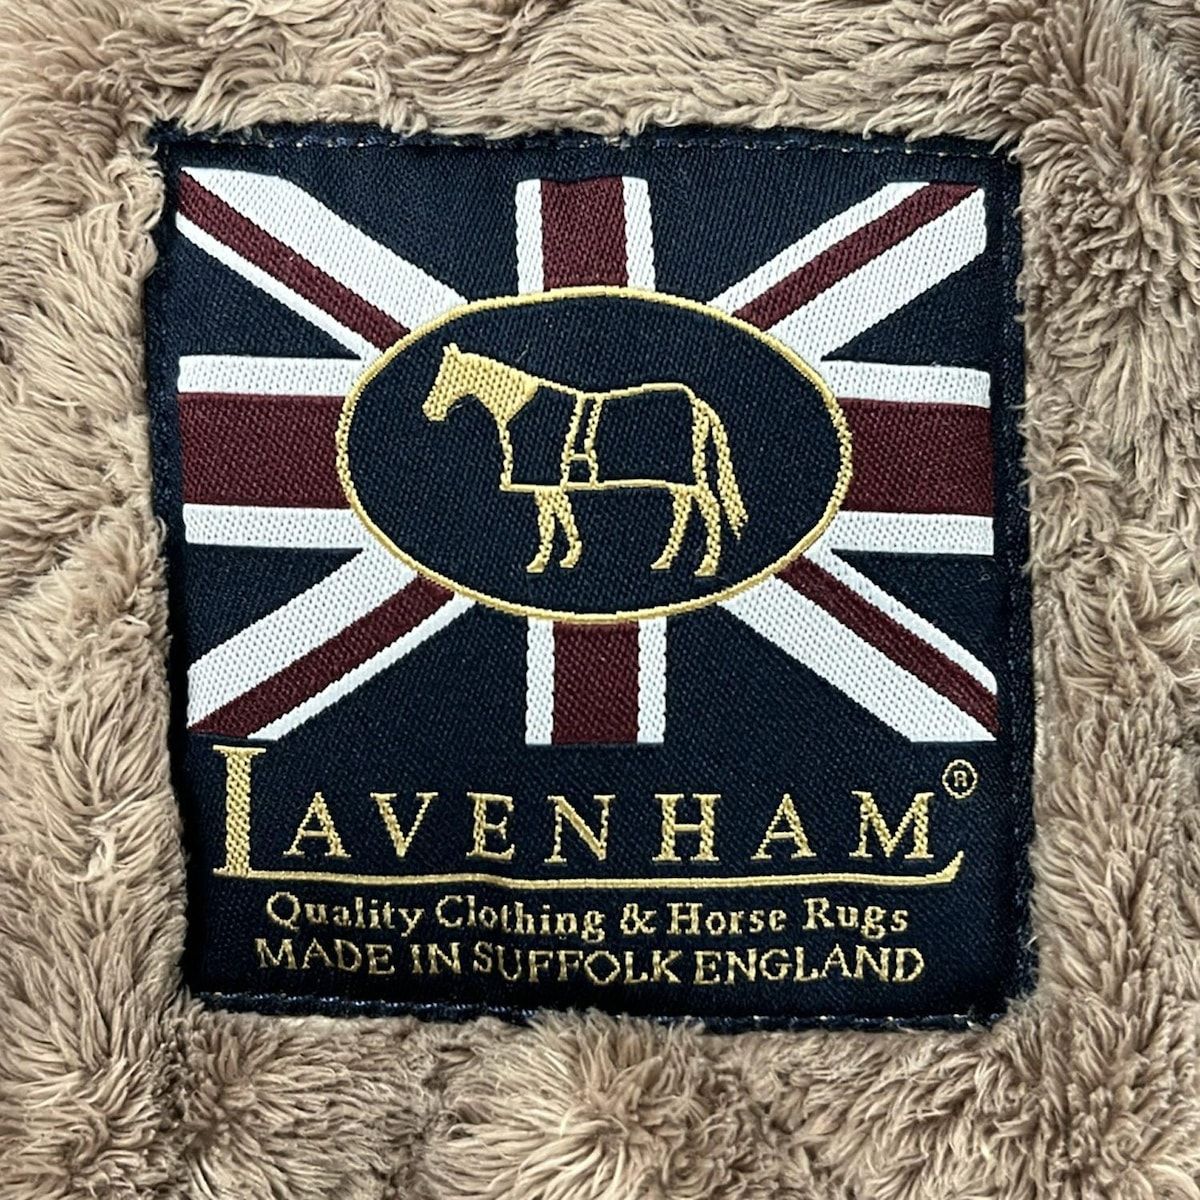 LAVENHAM®
Quality Clothing & Horse Rugs
MADE IN SUFFOLK ENGLAND